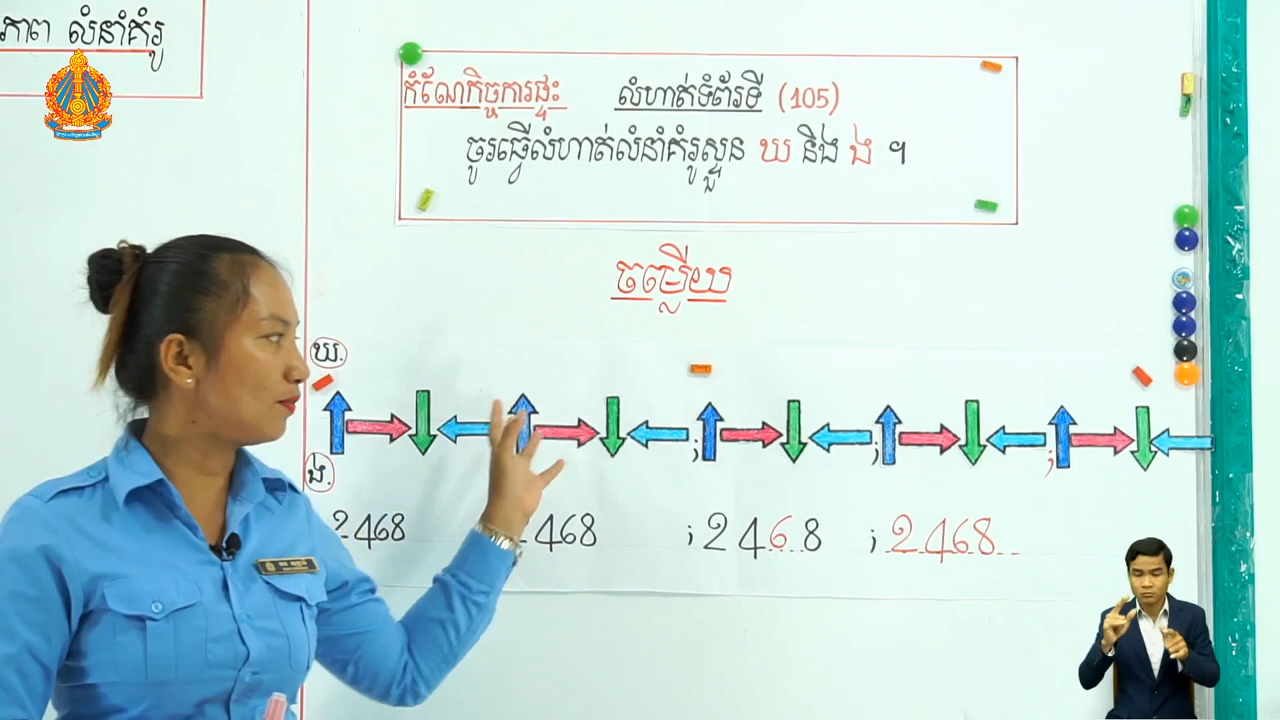 ភាព លំនាំគំរូ
កំណែកិច្ចការផ្ទះ លំហាត់ទំព័រទី (105)
ចូរធ្វើលំហាត់លំនាំគំរូស្ទួន ឃ និង ង ។
ចម្លើយ
ឃ.
; ; ;
ង.
2468 468 ; 2468 ; 2468